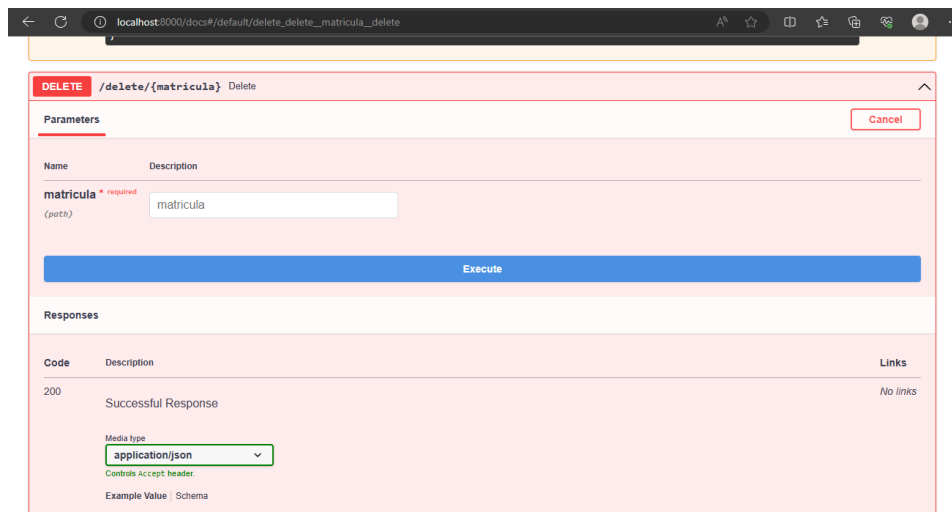 localhost:8000/docs#/default/delete_delete__matricula__delete
}
DELETE /delete/{matricula} Delete
Parameters Cancel
Name Description
matricula * required
(path)
matricula
Execute
Responses
Code Description Links
200 Successful Response No links
Media type
application/json
Controls Accept header.
Example Value Schema